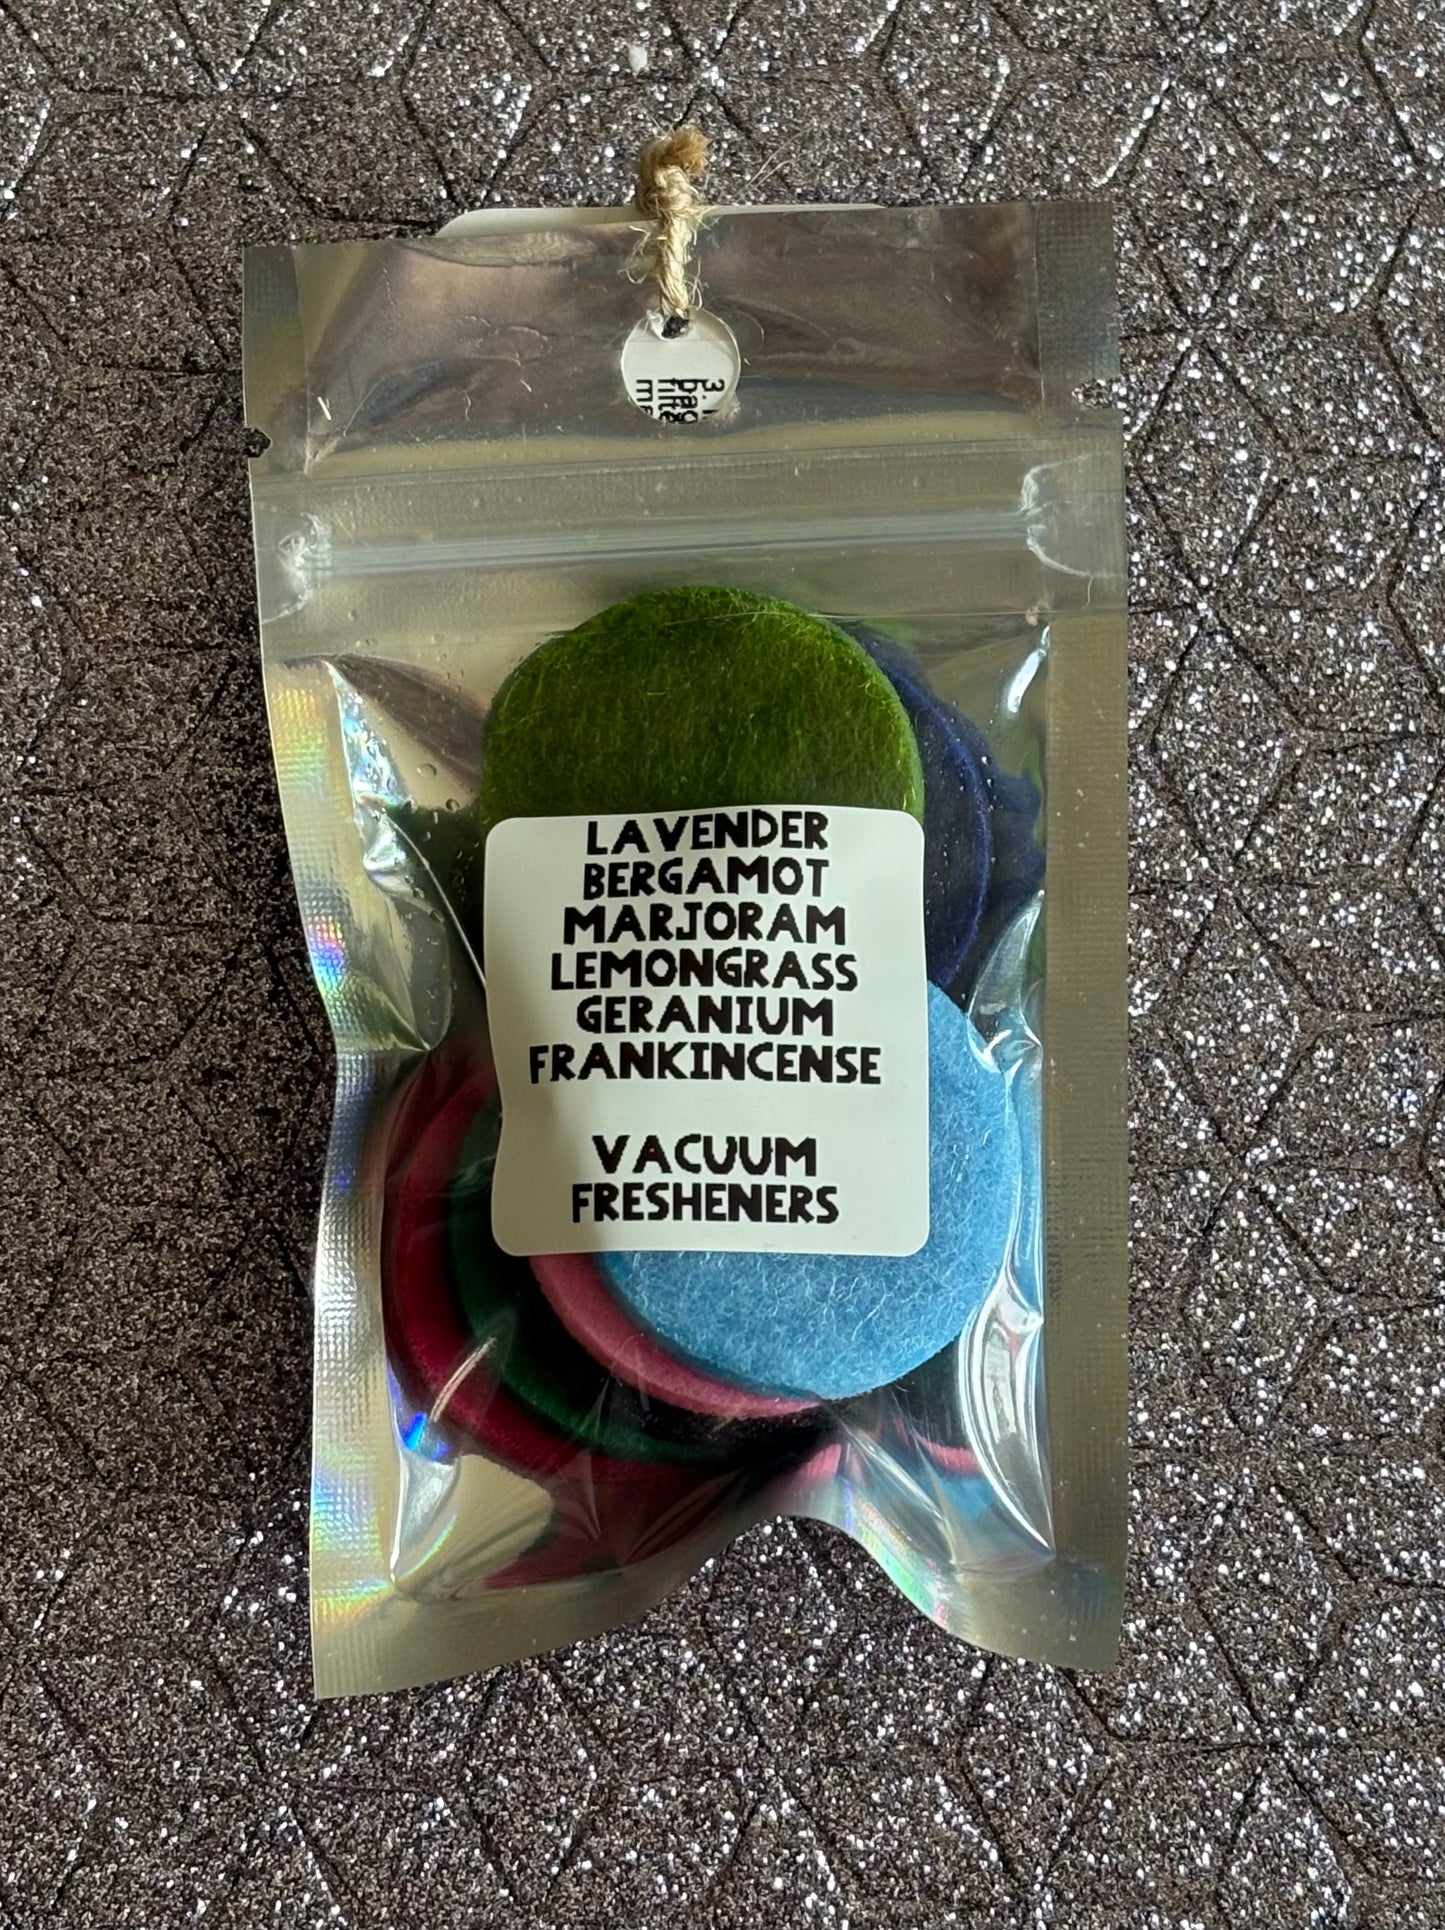 LAVENDER
BERGAMOT
MARJORAM
LEMONGRASS
GERANIUM
FRANKINCENSE
VACUUM
FRESHENERS